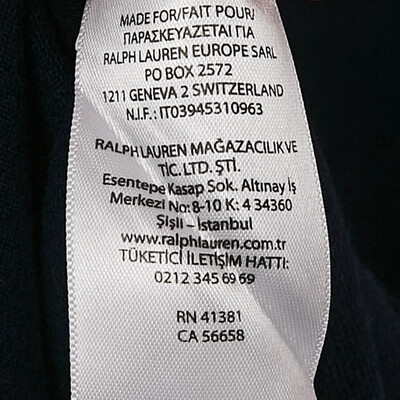 MADE FOR/FAIT POUR/
ΠΑΡΑΣΚΕΥΑΖΕΤΑΙ ΓΙΑ
RALPH LAUREN EUROPE SARL
PO BOX 2572
1211 GENEVA 2 SWITZERLAND
N.I.F.: IT03945310963
RALPH LAUREN MAĞAZACILIK VE
TİC. LTD. ŞTİ.
Esentepe Kasap Sok. Altınay İş
Merkezi No: 8-10 K: 4 34360
Şişli - İstanbul
www.ralphlauren.com.tr
TÜKETİCİ İLETİŞİM HATTI:
0212 345 69 69
RN 41381
CA 56658